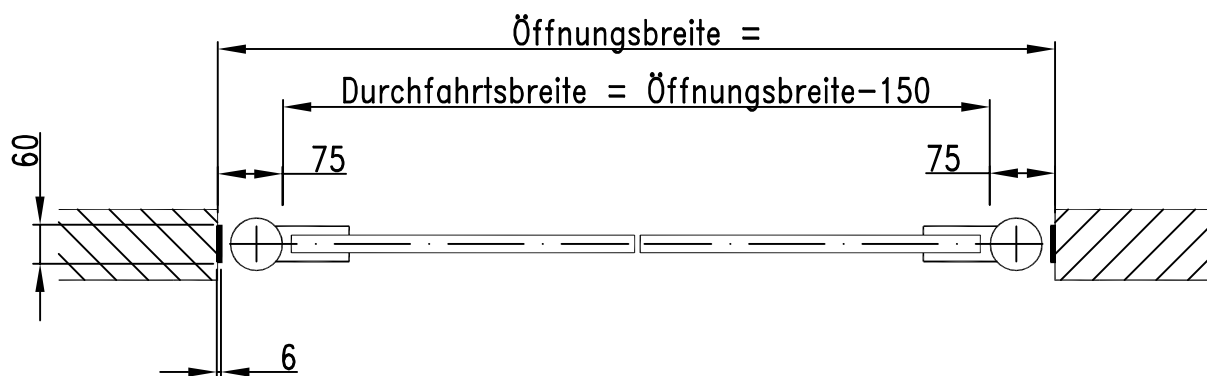 Öffnungsbreite =
Durchfahrtsbreite = Öffnungsbreite-150
60
75
75
6